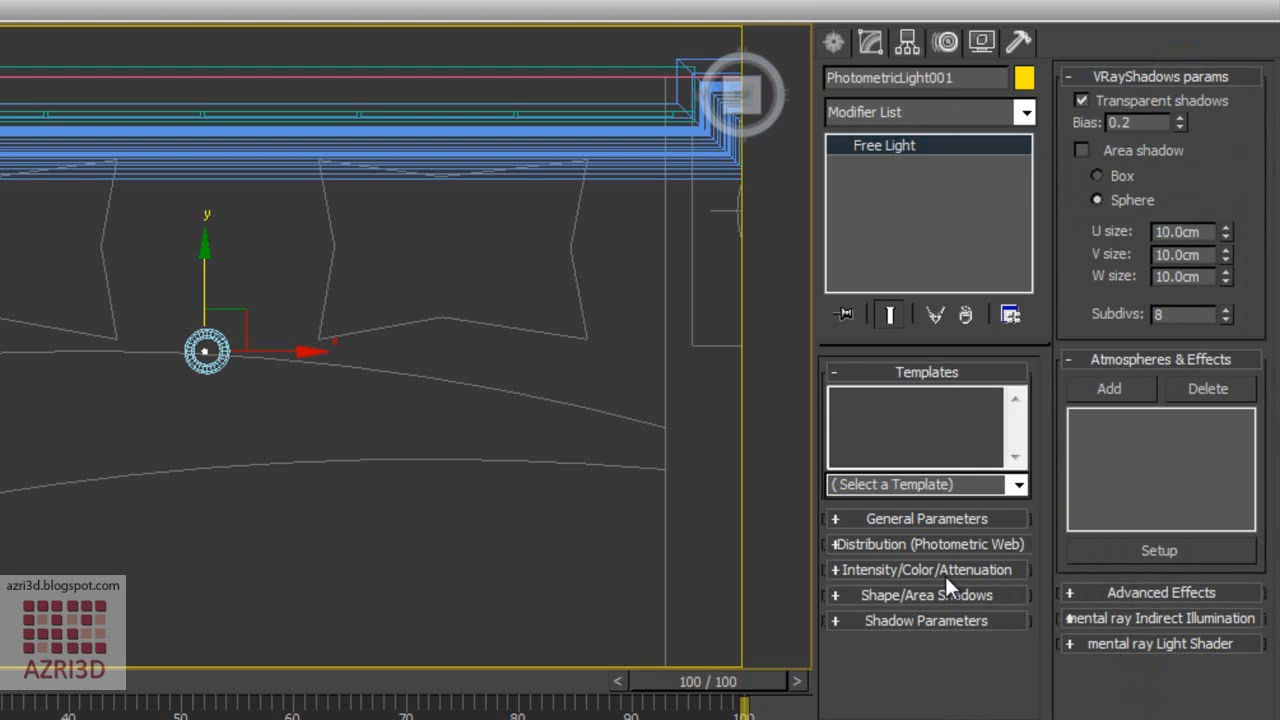 PhotometricLight001
Modifier List
Free Light
y
x
- Templates
( Select a Template)
+ General Parameters
+ Distribution (Photometric Web)
+ Intensity/Color/Attenuation
+ Shape/Area Shadows
+ Shadow Parameters
- VRayShadows params
Transparent shadows
Bias: 0.2
Area shadow
Box
Sphere
U size: 10.0cm
V size: 10.0cm
W size: 10.0cm
Subdivs: 8
- Atmospheres & Effects
Add Delete
Setup
+ Advanced Effects
+ mental ray Indirect Illumination
+ mental ray Light Shader
azri3d.blogspot.com
AZRI3D
< 100 / 100 >
40 50 60 70 80 90 100